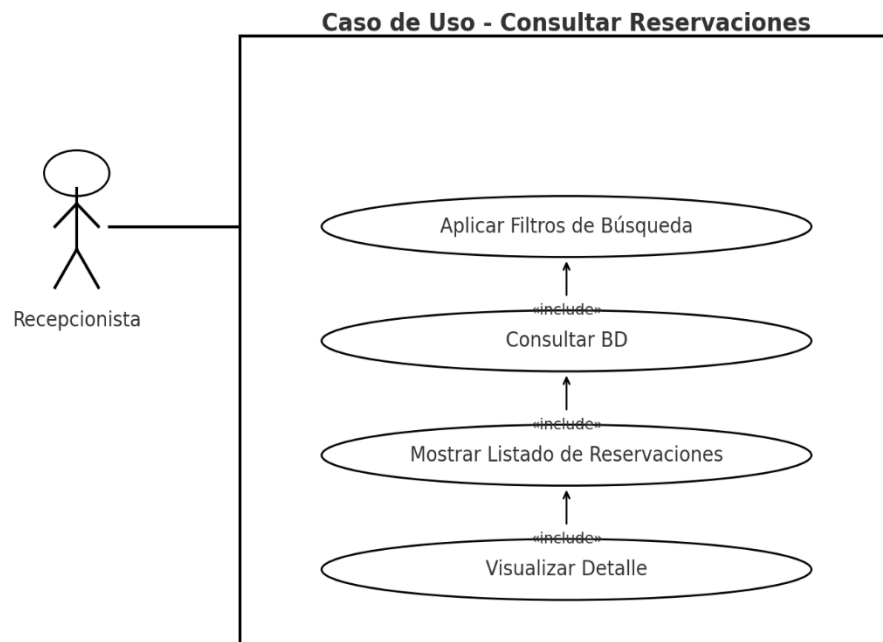 Caso de Uso - Consultar Reservaciones
Aplicar Filtros de Búsqueda
Recepcionista
«include»
Consultar BD
«include»
Mostrar Listado de Reservaciones
«include»
Visualizar Detalle